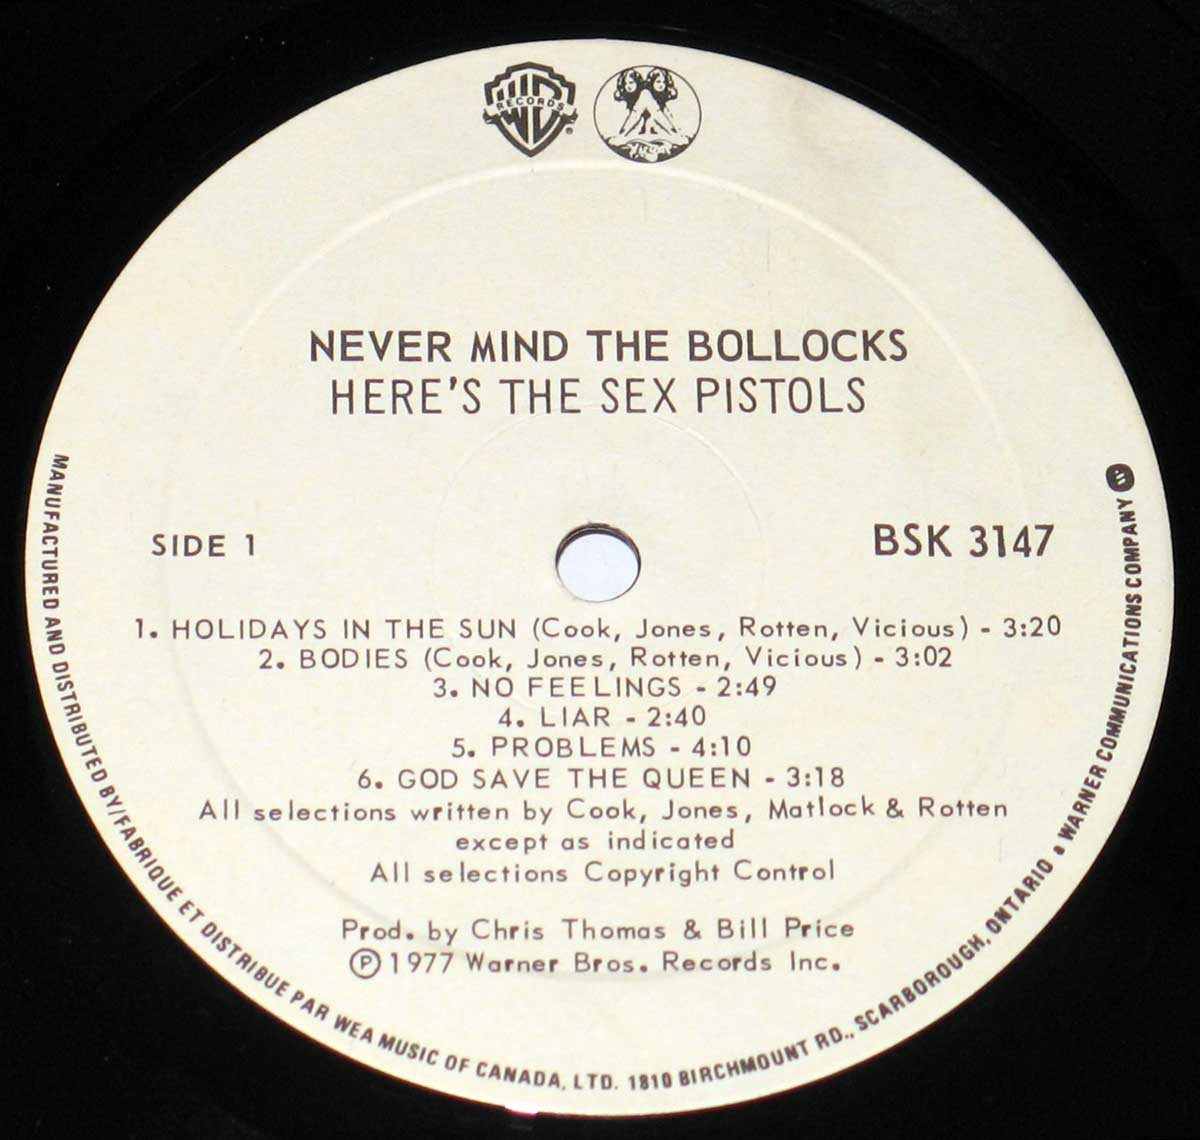 WB
RECORDS
®
Virgin
NEVER MIND THE BOLLOCKS
HERE'S THE SEX PISTOLS
SIDE 1
BSK 3147
1. HOLIDAYS IN THE SUN (Cook, Jones, Rotten, Vicious) - 3:20
2. BODIES (Cook, Jones, Rotten, Vicious) - 3:02
3. NO FEELINGS - 2:49
4. LIAR - 2:40
5. PROBLEMS - 4:10
6. GOD SAVE THE QUEEN - 3:18
All selections written by Cook, Jones, Matlock & Rotten
except as indicated
All selections Copyright Control
Prod. by Chris Thomas & Bill Price
Ⓟ 1977 Warner Bros. Records Inc.
MANUFACTURED AND DISTRIBUTED BY/FABRIQUE ET DISTRIBUE PAR WEA MUSIC OF CANADA, LTD. 1810 BIRCHMOUNT RD., SCARBOROUGH, ONTARIO a WARNER COMMUNICATIONS COMPANY